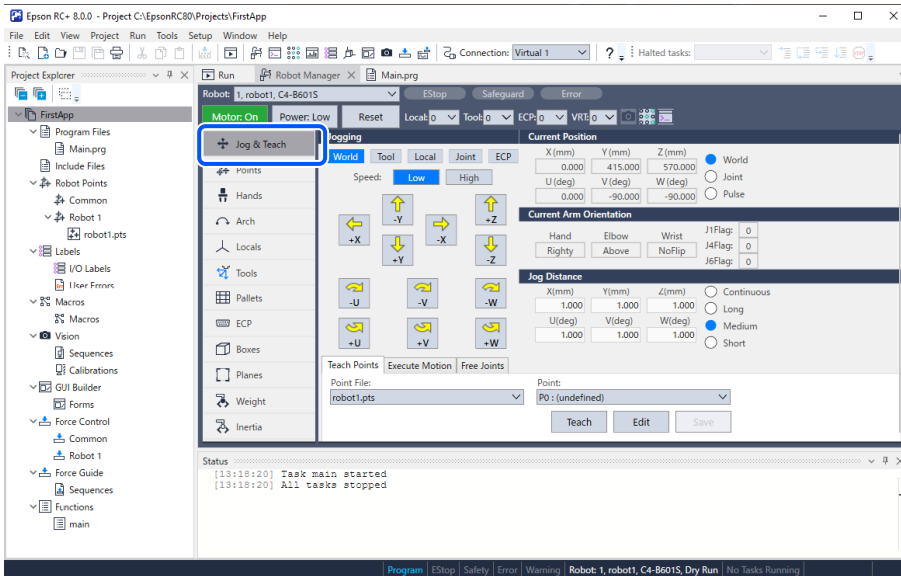 Epson RC+ 8.0.0 - Project C:\EpsonRC80\Projects\FirstApp
File Edit View Project Run Tools Setup Window Help
Connection: Virtual 1 ? Halted tasks:
Project Explorer
Run Robot Manager Main.prg
Robot: 1, robot1, C4-B601S EStop Safeguard Error
Motor: On Power: Low Reset Local: 0 Tool: 0 ECP: 0 VRT: 0
FirstApp
Program Files
Main.prg
Include Files
Robot Points
Common
Robot 1
robot1.pts
Labels
I/O Labels
User Errors
Macros
Macros
Vision
Sequences
Calibrations
GUI Builder
Forms
Force Control
Common
Robot 1
Force Guide
Sequences
Functions
main
Jog & Teach
Points
Hands
Arch
Locals
Tools
Pallets
ECP
Boxes
Planes
Weight
Inertia
Jogging
World Tool Local Joint ECP
Speed: Low High
-Y +Z
+X -X
+Y -Z
-U -V -W
+U +V +W
Current Position
X (mm) Y (mm) Z (mm)
0.000 415.000 570.000 World
U (deg) V (deg) W (deg) Joint
0.000 -90.000 -90.000 Pulse
Current Arm Orientation
Hand Elbow Wrist J1Flag: 0
Righty Above NoFlip J4Flag: 0
J6Flag: 0
Jog Distance
X(mm) Y(mm) Z(mm) Continuous
1.000 1.000 1.000 Long
U(deg) V(deg) W(deg) Medium
1.000 1.000 1.000 Short
Teach Points Execute Motion Free Joints
Point File: Point:
robot1.pts P0 : (undefined)
Teach Edit Save
Status
[13:18:20] Task main started
[13:18:20] All tasks stopped
Program EStop Safety Error Warning Robot: 1, robot1, C4-B601S, Dry Run No Tasks Running